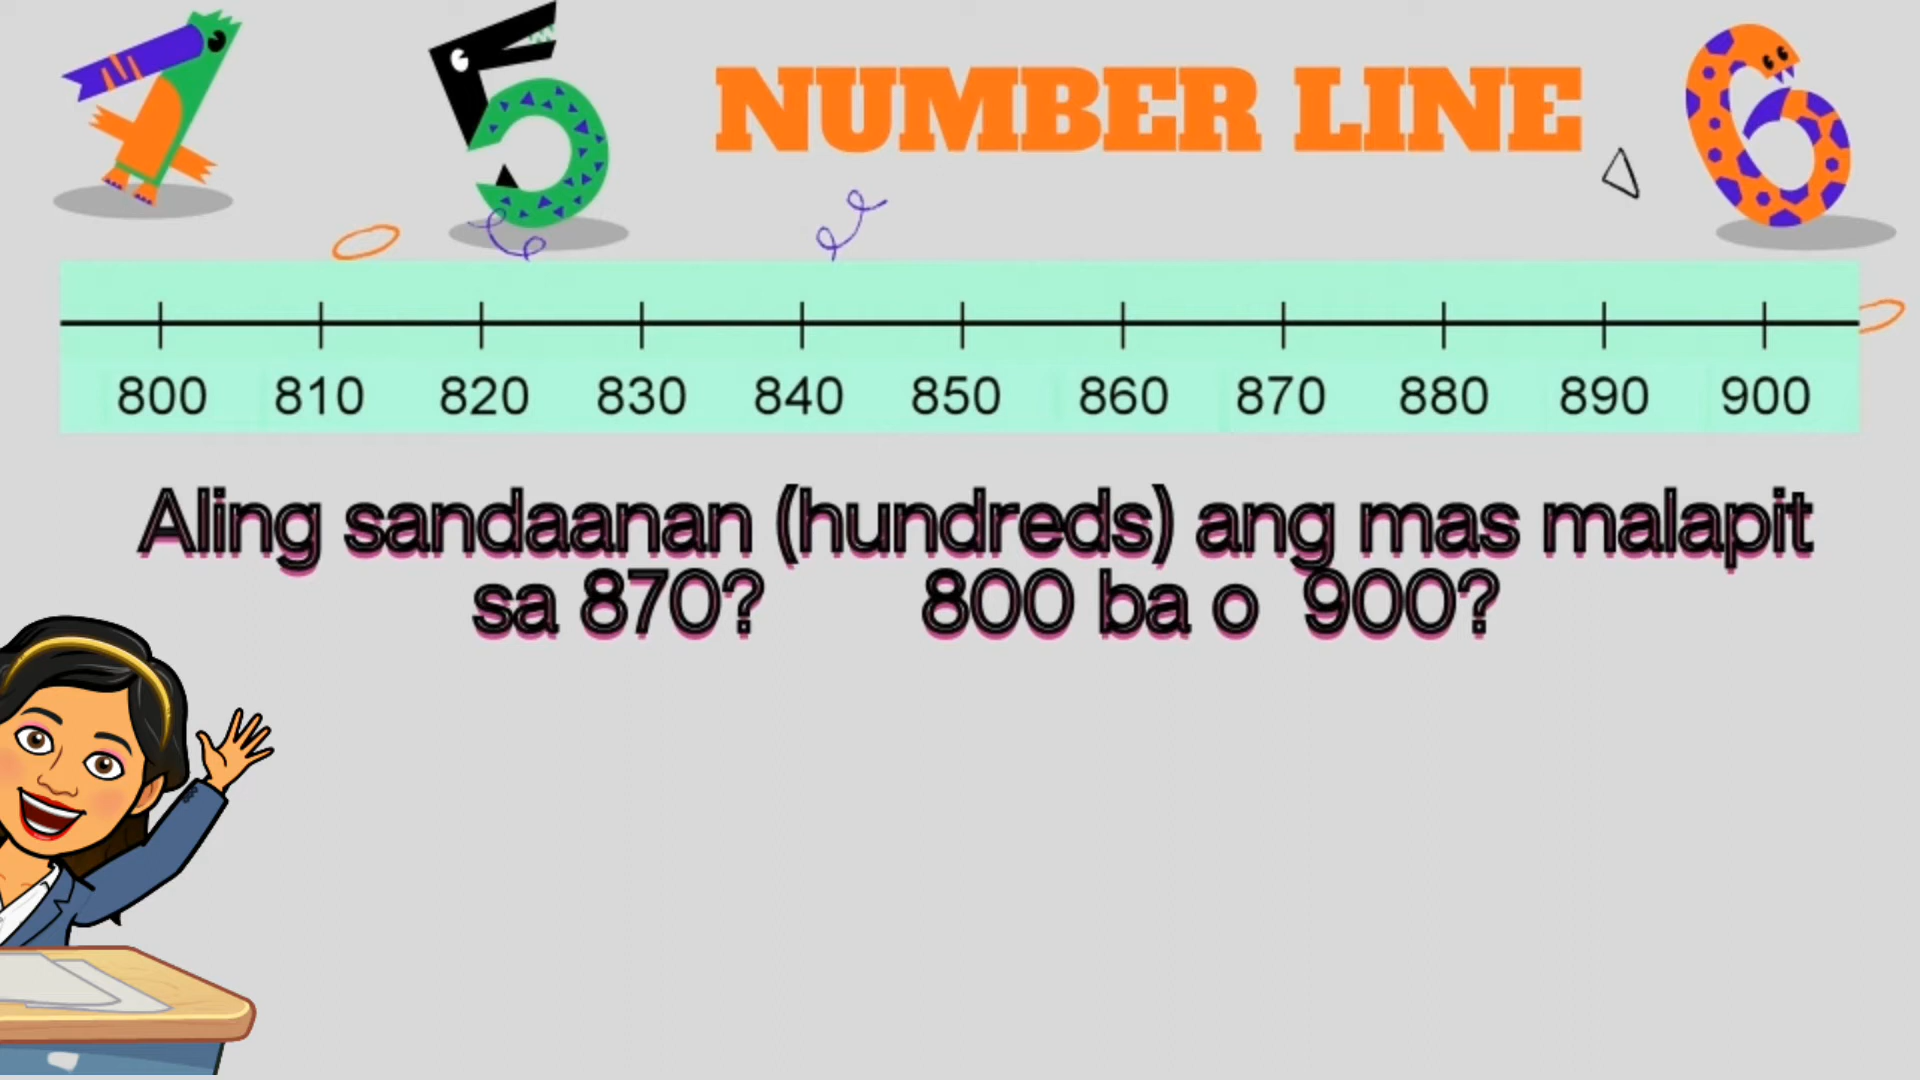 NUMBER LINE
800 810 820 830 840 850 860 870 880 890 900
Aling sandaanan (hundreds) ang mas malapit
sa 870? 800 ba o 900?